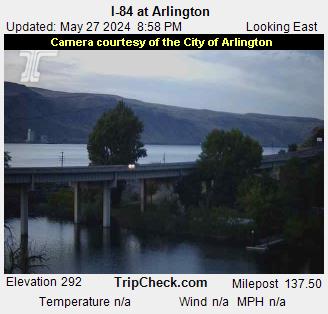 I-84 at Arlington
Updated: May 27 2024 8:58 PM Looking East
Camera courtesy of the City of Arlington
Elevation 292 TripCheck.com Milepost 137.50
Temperature n/a Wind n/a MPH n/a